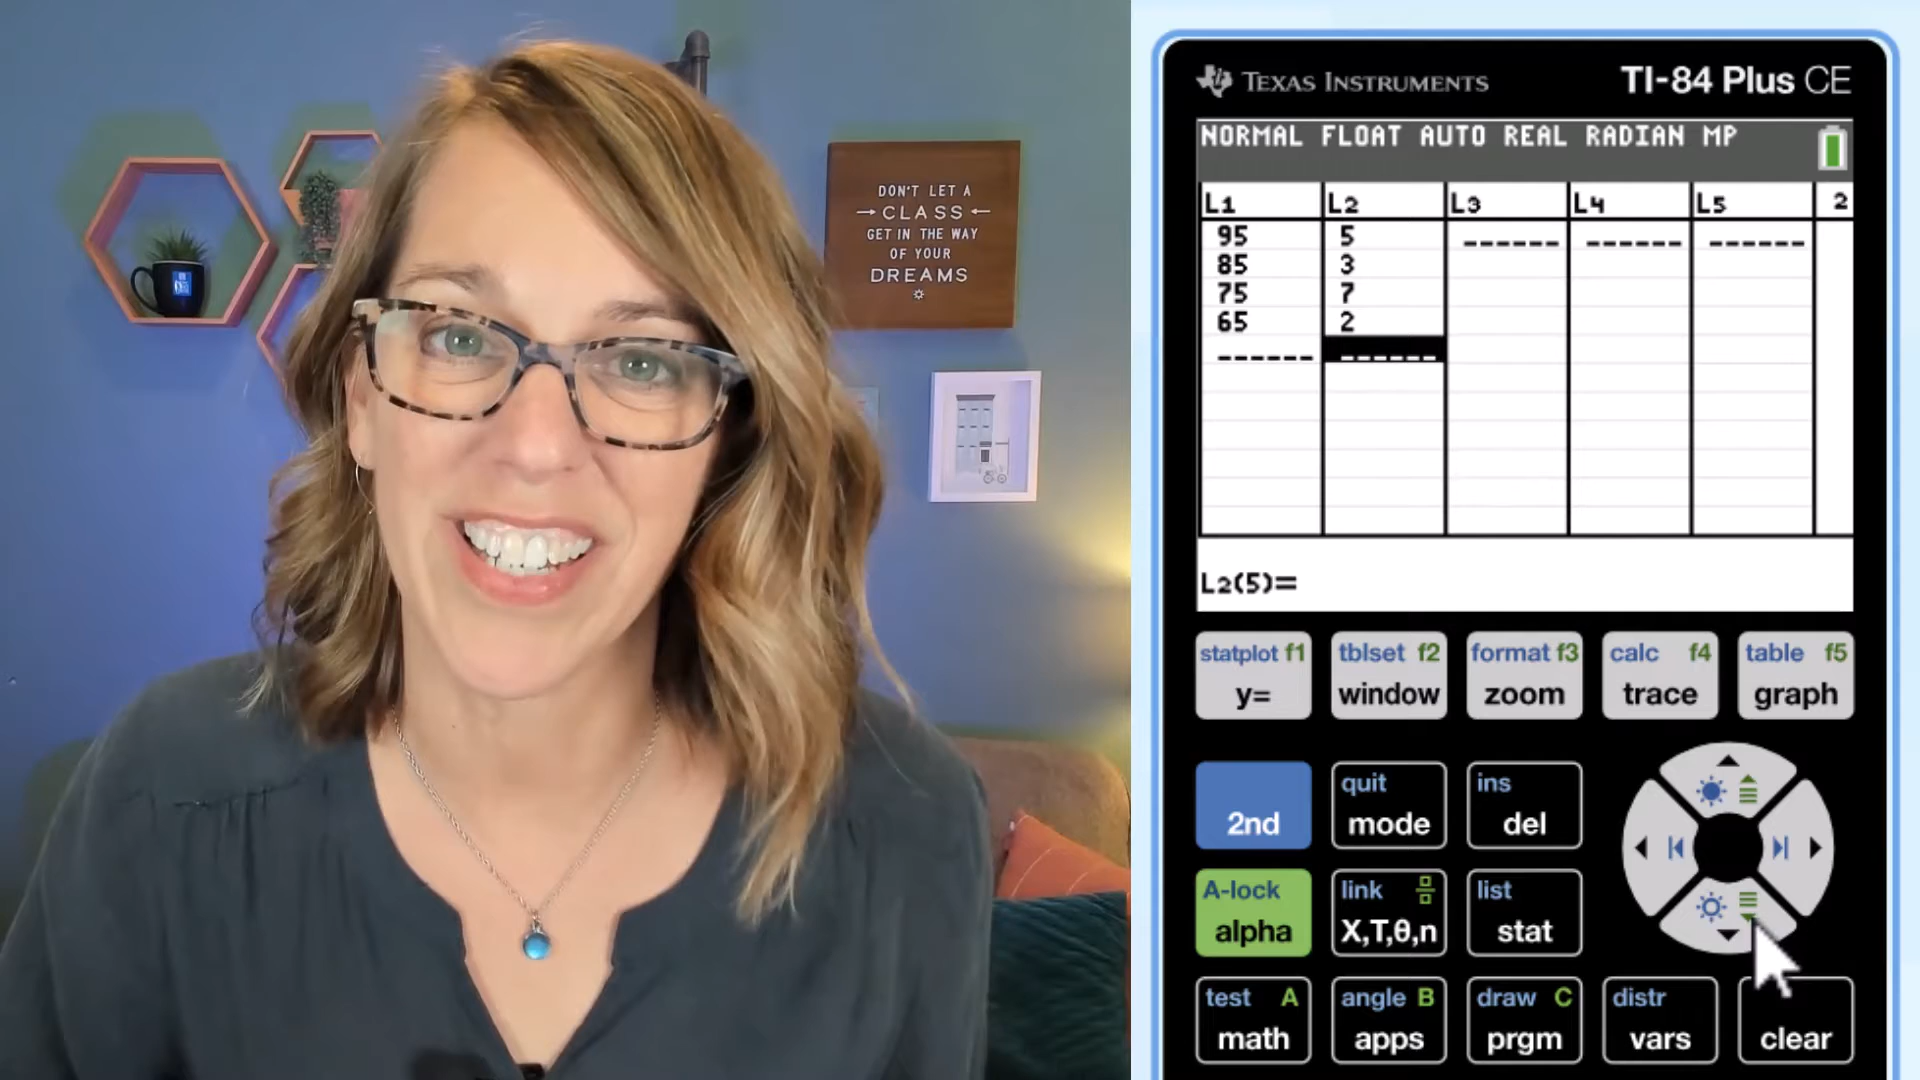 DON'T LET A
CLASS
GET IN THE WAY
OF YOUR
DREAMS
TEXAS INSTRUMENTS
TI-84 Plus CE
NORMAL FLOAT AUTO REAL RADIAN MP
L1 L2 L3 L4 L5 2
95 5 ------ ------ ------
85 3
75 7
65 2
------ ------
L2(5)=
statplot f1 tblset f2 format f3 calc f4 table f5
y= window zoom trace graph
quit ins
2nd mode del
A-lock link list
alpha X,T,θ,n stat
test A angle B draw C distr
math apps prgm vars clear